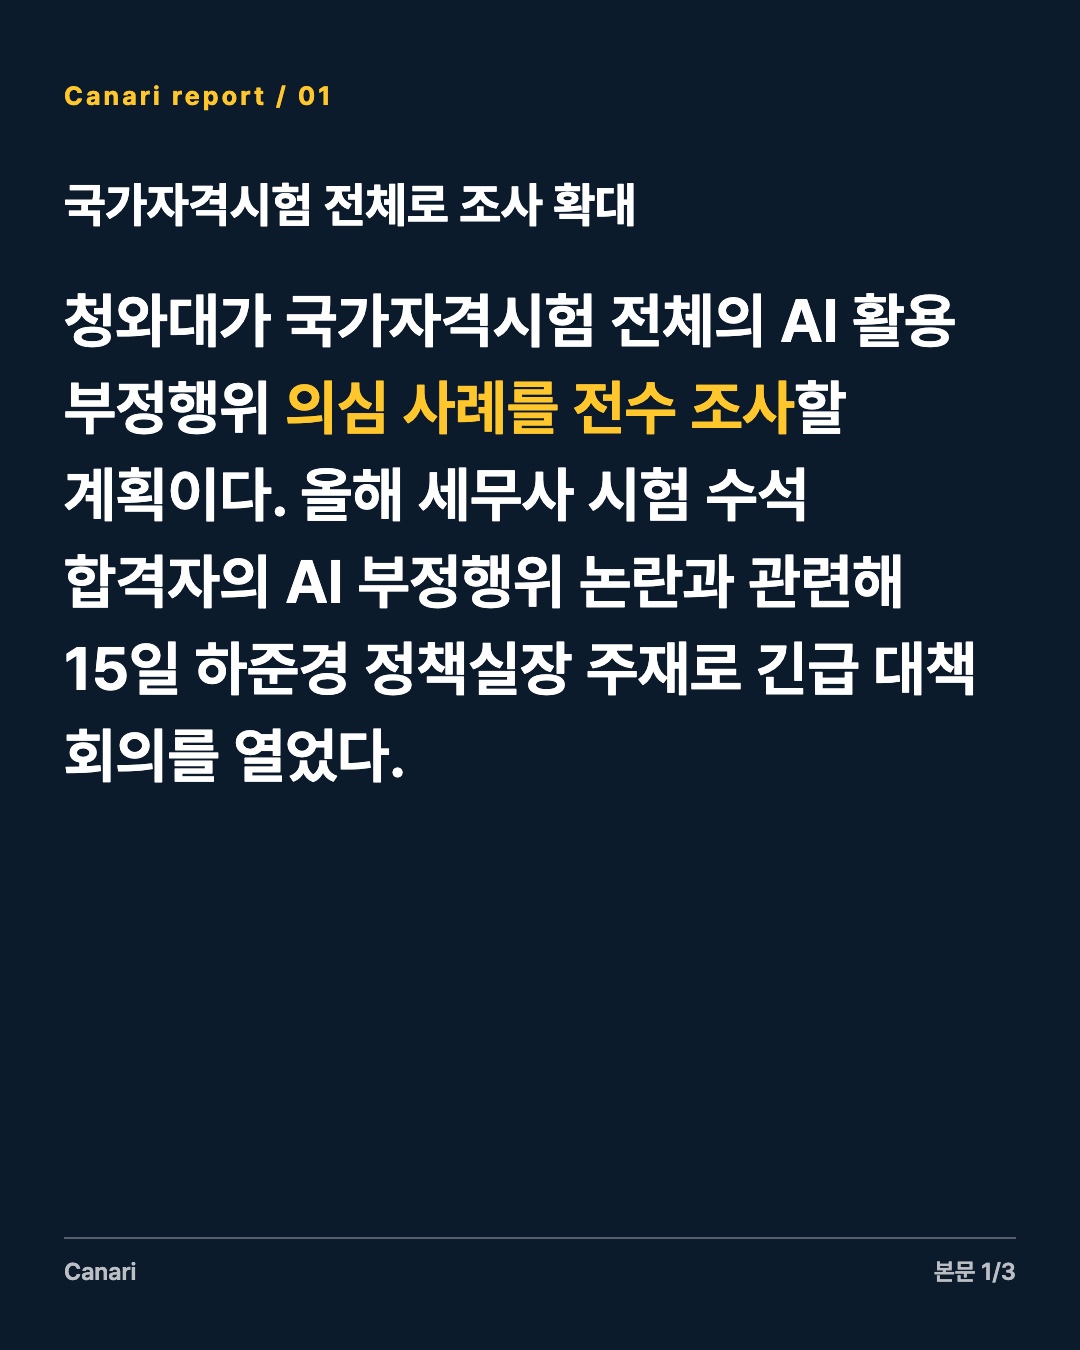 Canari report / 01
국가자격시험 전체로 조사 확대
청와대가 국가자격시험 전체의 AI 활용
부정행위 의심 사례를 전수 조사할
계획이다. 올해 세무사 시험 수석
합격자의 AI 부정행위 논란과 관련해
15일 하준경 정책실장 주재로 긴급 대책
회의를 열었다.
Canari
본문 1/3